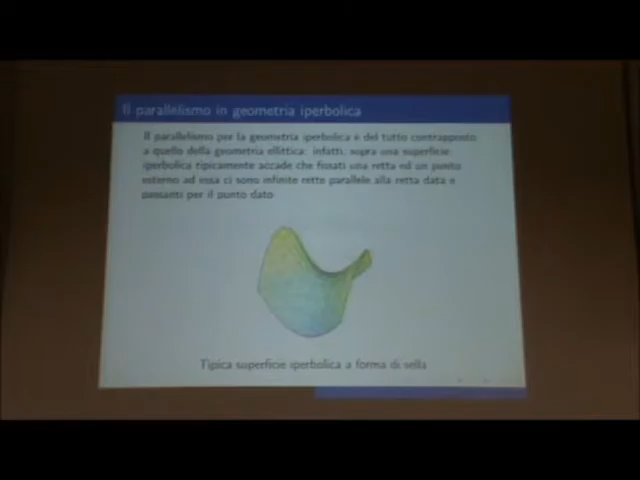 Il parallelismo in geometria iperbolica
Il parallelismo per la geometria iperbolica è del tutto contrapposto
a quello della geometria ellittica: infatti, sopra una superficie
iperbolica tipicamente accade che fissati una retta ed un punto
esterno ad essa ci sono infinite rette parallele alla retta data e
passanti per il punto dato
Tipica superficie iperbolica a forma di sella